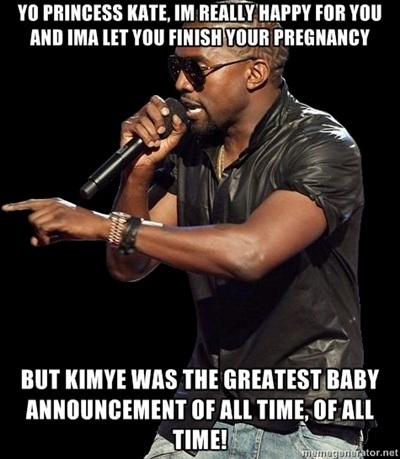 YO PRINCESS KATE, IM REALLY HAPPY FOR YOU
AND IMA LET YOU FINISH YOUR PREGNANCY
BUT KIMYE WAS THE GREATEST BABY
ANNOUNCEMENT OF ALL TIME, OF ALL
TIME!
memegenerator.net